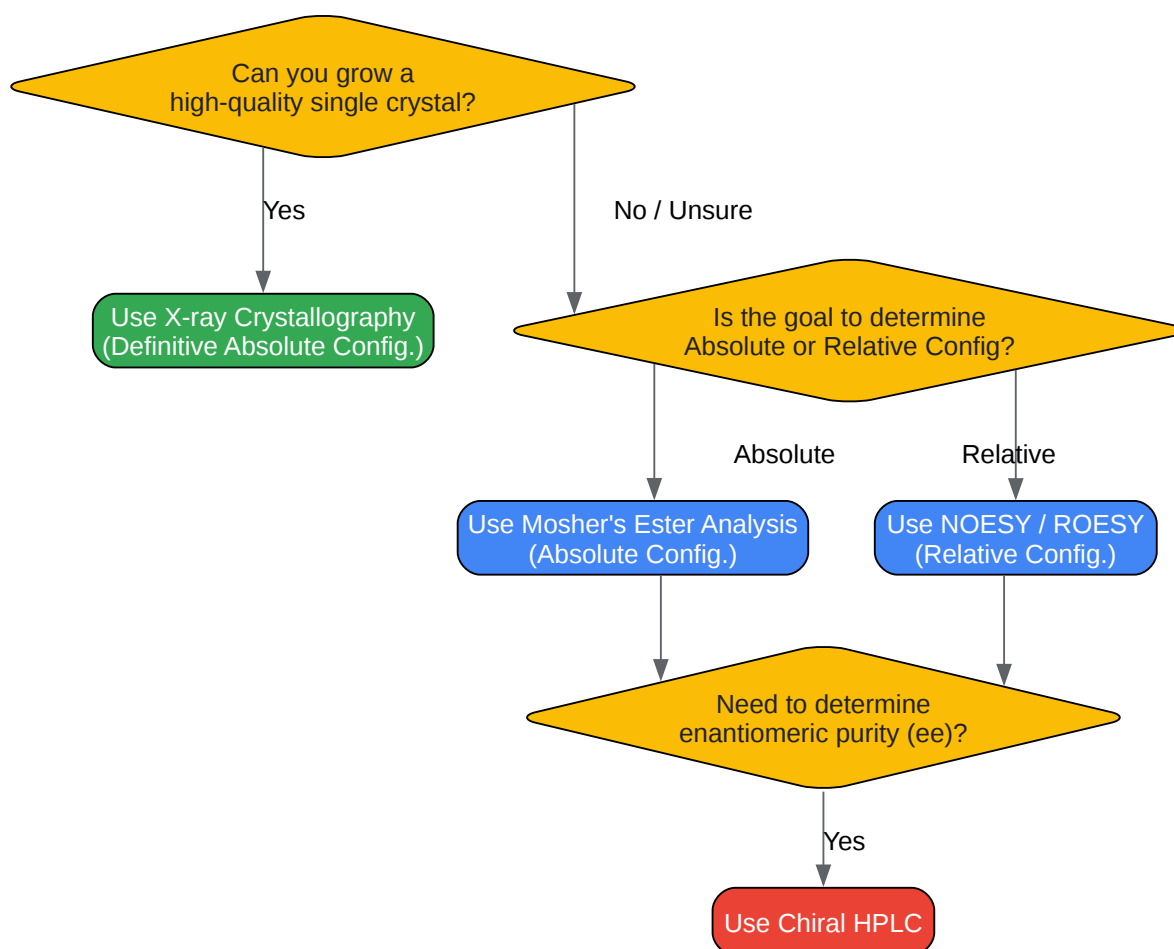 Can you grow a
high-quality single crystal?
Yes
No / Unsure
Use X-ray Crystallography
(Definitive Absolute Config.)
Is the goal to determine
Absolute or Relative Config?
Absolute
Relative
Use Mosher's Ester Analysis
(Absolute Config.)
Use NOESY / ROESY
(Relative Config.)
Need to determine
enantiomeric purity (ee)?
Yes
Use Chiral HPLC